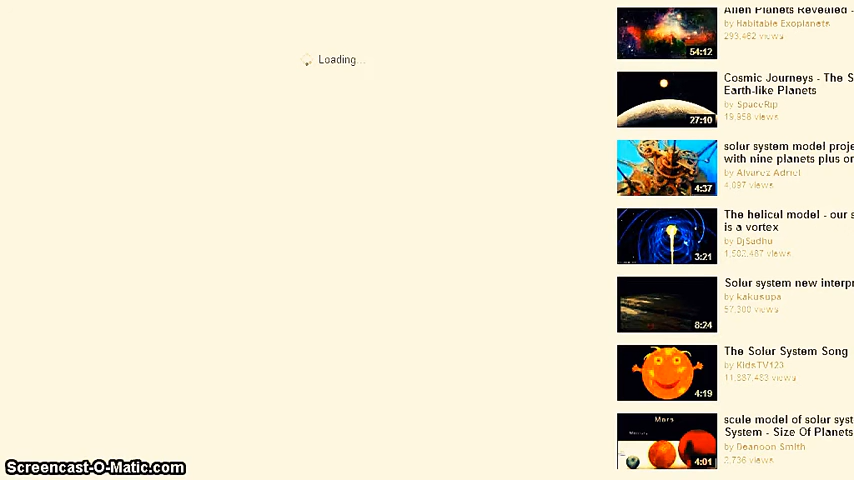 Loading...
Alien Planets Revealed -
by Habitable Exoplanets
293,462 views
54:12
Cosmic Journeys - The S
Earth-like Planets
by SpaceRip
19,958 views
27:10
solur system model proje
with nine planets plus or
by Alvarez Adriel
4,097 views
4:37
The helical model - our s
is a vortex
by DjSadhu
1,502,487 views
3:21
Solur system new interpr
by kakusupa
57,300 views
8:24
The Solur System Song
by KidsTV123
11,837,483 views
4:19
scule model of solur syst
System - Size Of Planets
by Deanoon Smith
2,736 views
Mars
Mercury
4:01
Screencast-O-Matic.com